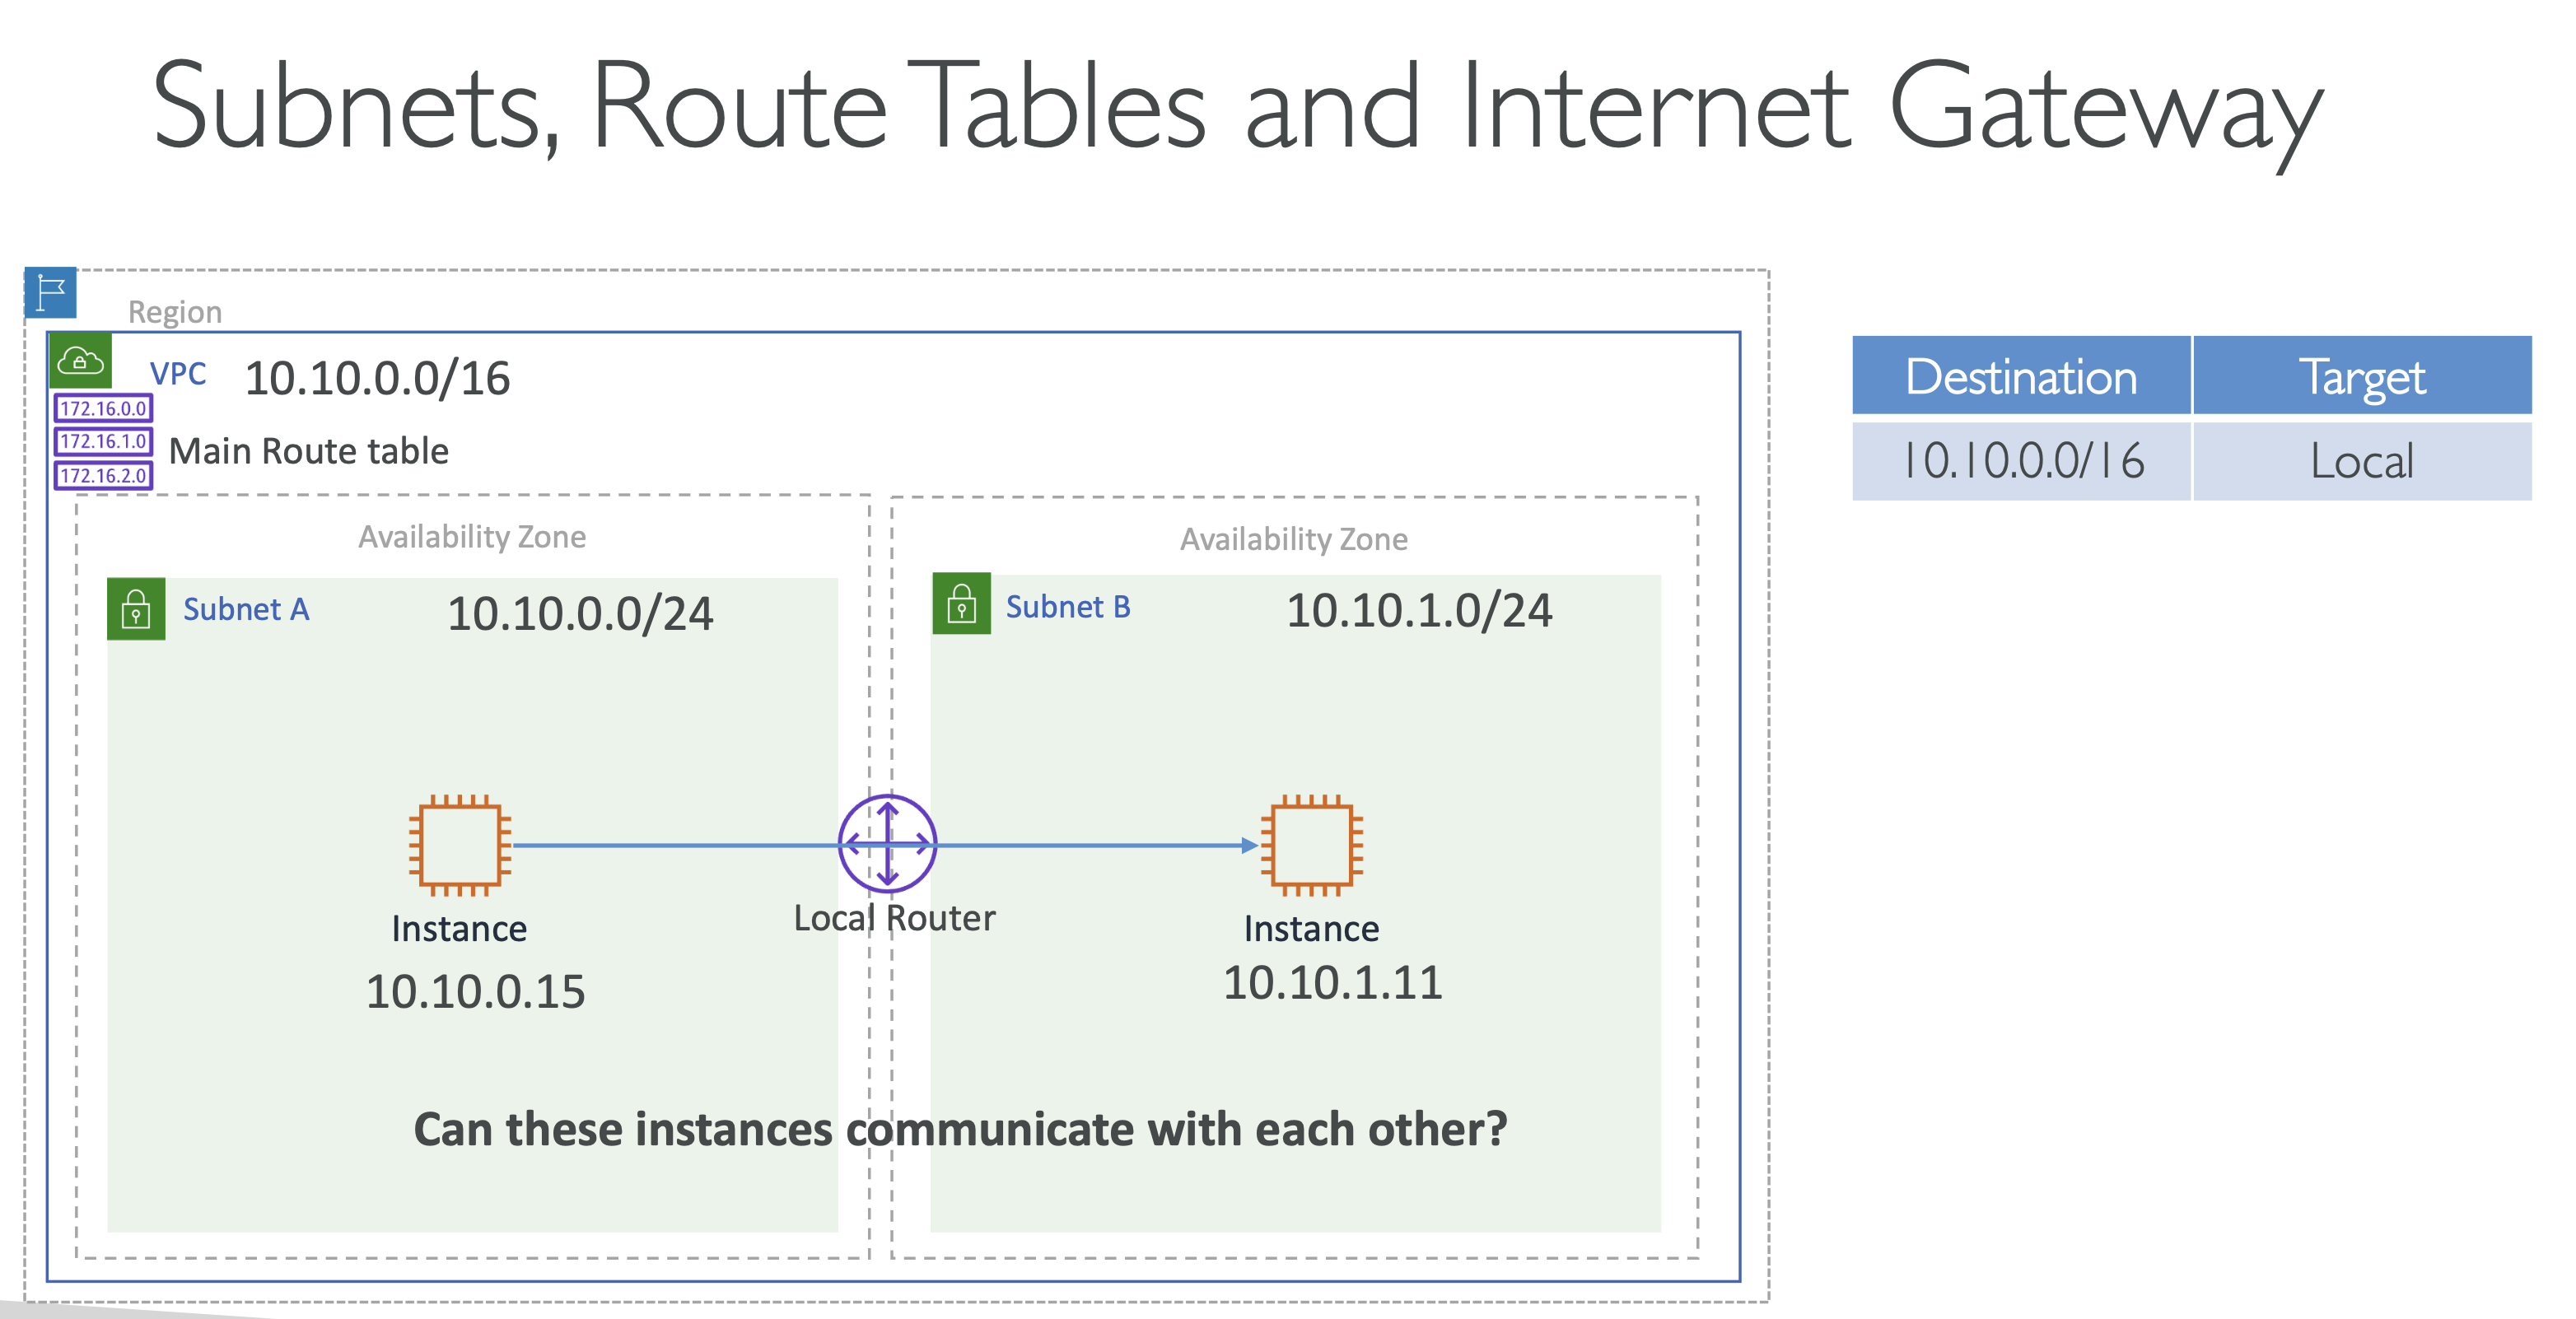 Subnets, Route Tables and Internet Gateway
Region
VPC 10.10.0.0/16
172.16.0.0
172.16.1.0
172.16.2.0
Main Route table
Availability Zone
Subnet A 10.10.0.0/24
Instance
10.10.0.15
Local Router
Availability Zone
Subnet B 10.10.1.0/24
Instance
10.10.1.11
Can these instances communicate with each other?
Destination Target
10.10.0.0/16 Local